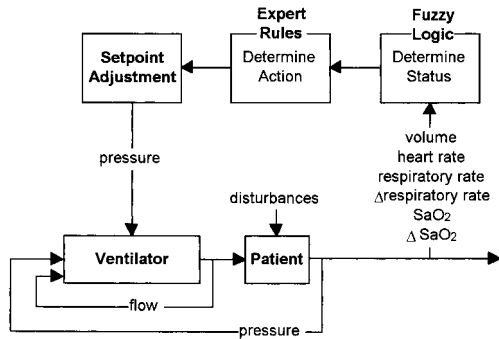 Expert
Rules
Fuzzy
Logic
Setpoint
Adjustment
Determine
Action
Determine
Status
pressure
volume
heart rate
respiratory rate
Δrespiratory rate
SaO₂
Δ SaO₂
disturbances
Ventilator
Patient
flow
pressure